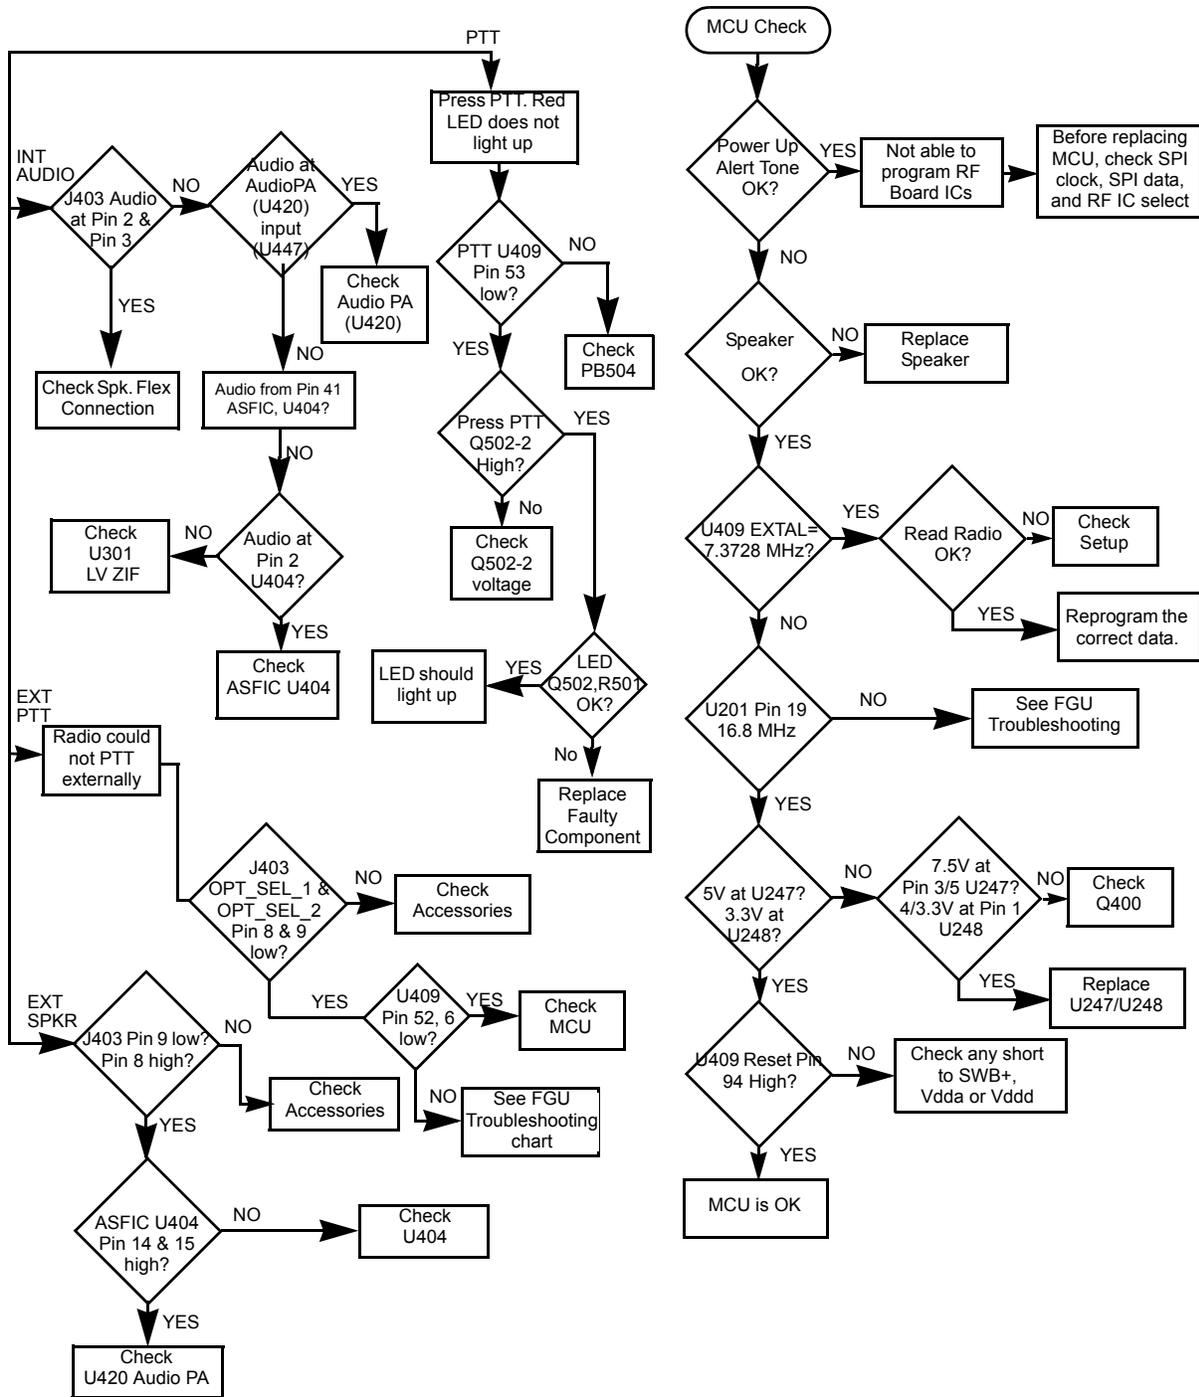 PTT
Press PTT. Red
LED does not
light up
INT
AUDIO
J403 Audio
at Pin 2 &
Pin 3
NO
YES
Check Spk. Flex
Connection
Audio at
AudioPA
(U420)
input
(U447)
YES
Check
Audio PA
(U420)
NO
Audio from Pin 41
ASFIC, U404?
NO
Audio at
Pin 2
U404?
NO
Check
U301
LV ZIF
YES
Check
ASFIC U404
PTT U409
Pin 53
low?
NO
Check
PB504
YES
Press PTT
Q502-2
High?
YES
No
Check
Q502-2
voltage
LED
Q502,R501
OK?
YES
LED should
light up
No
Replace
Faulty
Component
EXT
PTT
Radio could
not PTT
externally
J403
OPT_SEL_1 &
OPT_SEL_2
Pin 8 & 9
low?
NO
Check
Accessories
YES
U409
Pin 52, 6
low?
YES
Check
MCU
NO
See FGU
Troubleshooting
chart
EXT
SPKR
J403 Pin 9 low?
Pin 8 high?
NO
Check
Accessories
YES
ASFIC U404
Pin 14 & 15
high?
NO
Check
U404
YES
Check
U420 Audio PA
MCU Check
Power Up
Alert Tone
OK?
YES
Not able to
program RF
Board ICs
Before replacing
MCU, check SPI
clock, SPI data,
and RF IC select
NO
Speaker
OK?
NO
Replace
Speaker
YES
U409 EXTAL=
7.3728 MHz?
YES
Read Radio
OK?
NO
Check
Setup
YES
Reprogram the
correct data.
NO
U201 Pin 19
16.8 MHz
NO
See FGU
Troubleshooting
YES
5V at U247?
3.3V at
U248?
NO
7.5V at
Pin 3/5 U247?
4/3.3V at Pin 1
U248
NO
Check
Q400
YES
Replace
U247/U248
YES
U409 Reset Pin
94 High?
NO
Check any short
to SWB+,
Vdda or Vddd
YES
MCU is OK